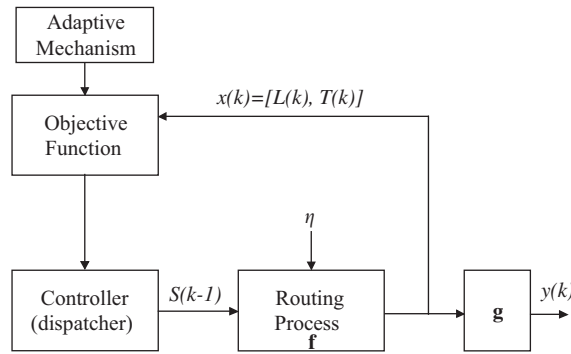 Adaptive
Mechanism
x(k)=[L(k), T(k)]
Objective
Function
η
Controller
(dispatcher)
S(k-1)
Routing
Process
f
g
y(k)